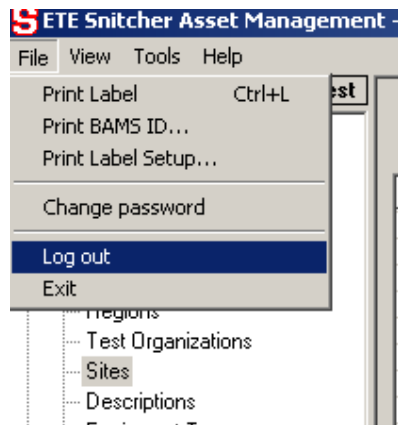 S ETE Snitcher Asset Management -
File View Tools Help
Print Label Ctrl+L
Print BAMS ID...
Print Label Setup...
Change password
Log out
Exit
Regions
Test Organizations
Sites
Descriptions